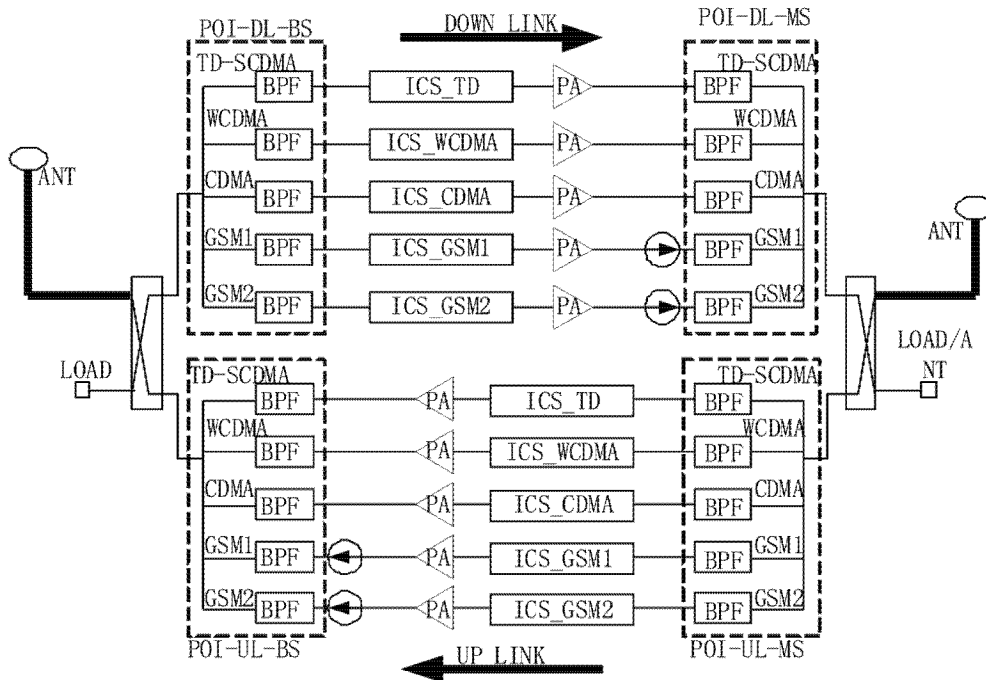 POI-DL-BS
DOWN LINK
POI-DL-MS
TD-SCDMA
TD-SCDMA
BPF
ICS_TD
PA
BPF
WCDMA
WCDMA
BPF
ICS_WCDMA
PA
BPF
ANT
CDMA
CDMA
BPF
ICS_CDMA
PA
BPF
ANT
GSM1
GSM1
BPF
ICS_GSM1
PA
BPF
GSM2
GSM2
BPF
ICS_GSM2
PA
BPF
LOAD
LOAD/A
NT
TD-SCDMA
TD-SCDMA
BPF
PA
ICS_TD
BPF
WCDMA
WCDMA
BPF
PA
ICS_WCDMA
BPF
CDMA
CDMA
BPF
PA
ICS_CDMA
BPF
GSM1
GSM1
BPF
PA
ICS_GSM1
BPF
GSM2
GSM2
BPF
PA
ICS_GSM2
BPF
POI-UL-BS
UP LINK
POI-UL-MS